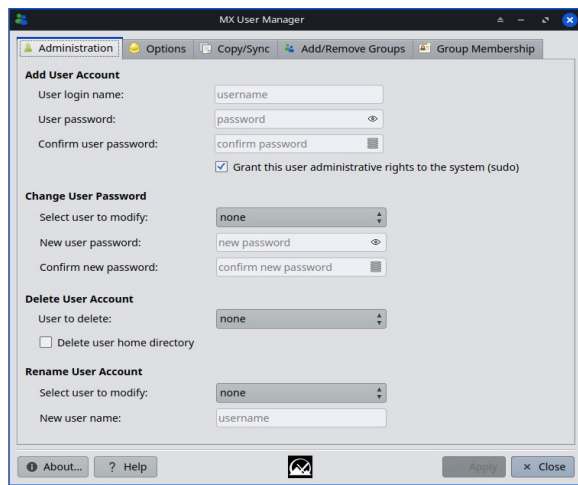 MX User Manager
Administration Options Copy/Sync Add/Remove Groups Group Membership
Add User Account
User login name: username
User password: password
Confirm user password: confirm password
Grant this user administrative rights to the system (sudo)
Change User Password
Select user to modify: none
New user password: new password
Confirm new password: confirm new password
Delete User Account
User to delete: none
Delete user home directory
Rename User Account
Select user to modify: none
New user name: username
About... ? Help Apply Close